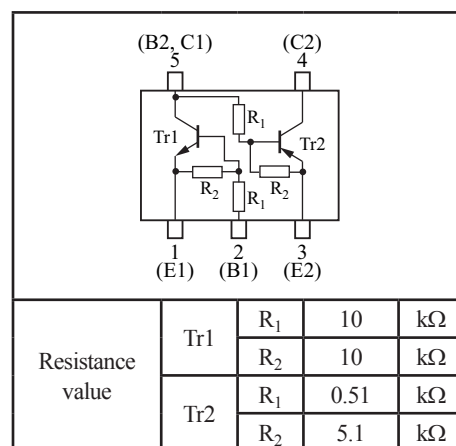 (B2, C1) (C2)
5 4
R1
Tr1 Tr2
R2 R2
R1
1 2 3
(E1) (B1) (E2)
Resistance value Tr1 R1 10 kΩ
R2 10 kΩ
Tr2 R1 0.51 kΩ
R2 5.1 kΩ